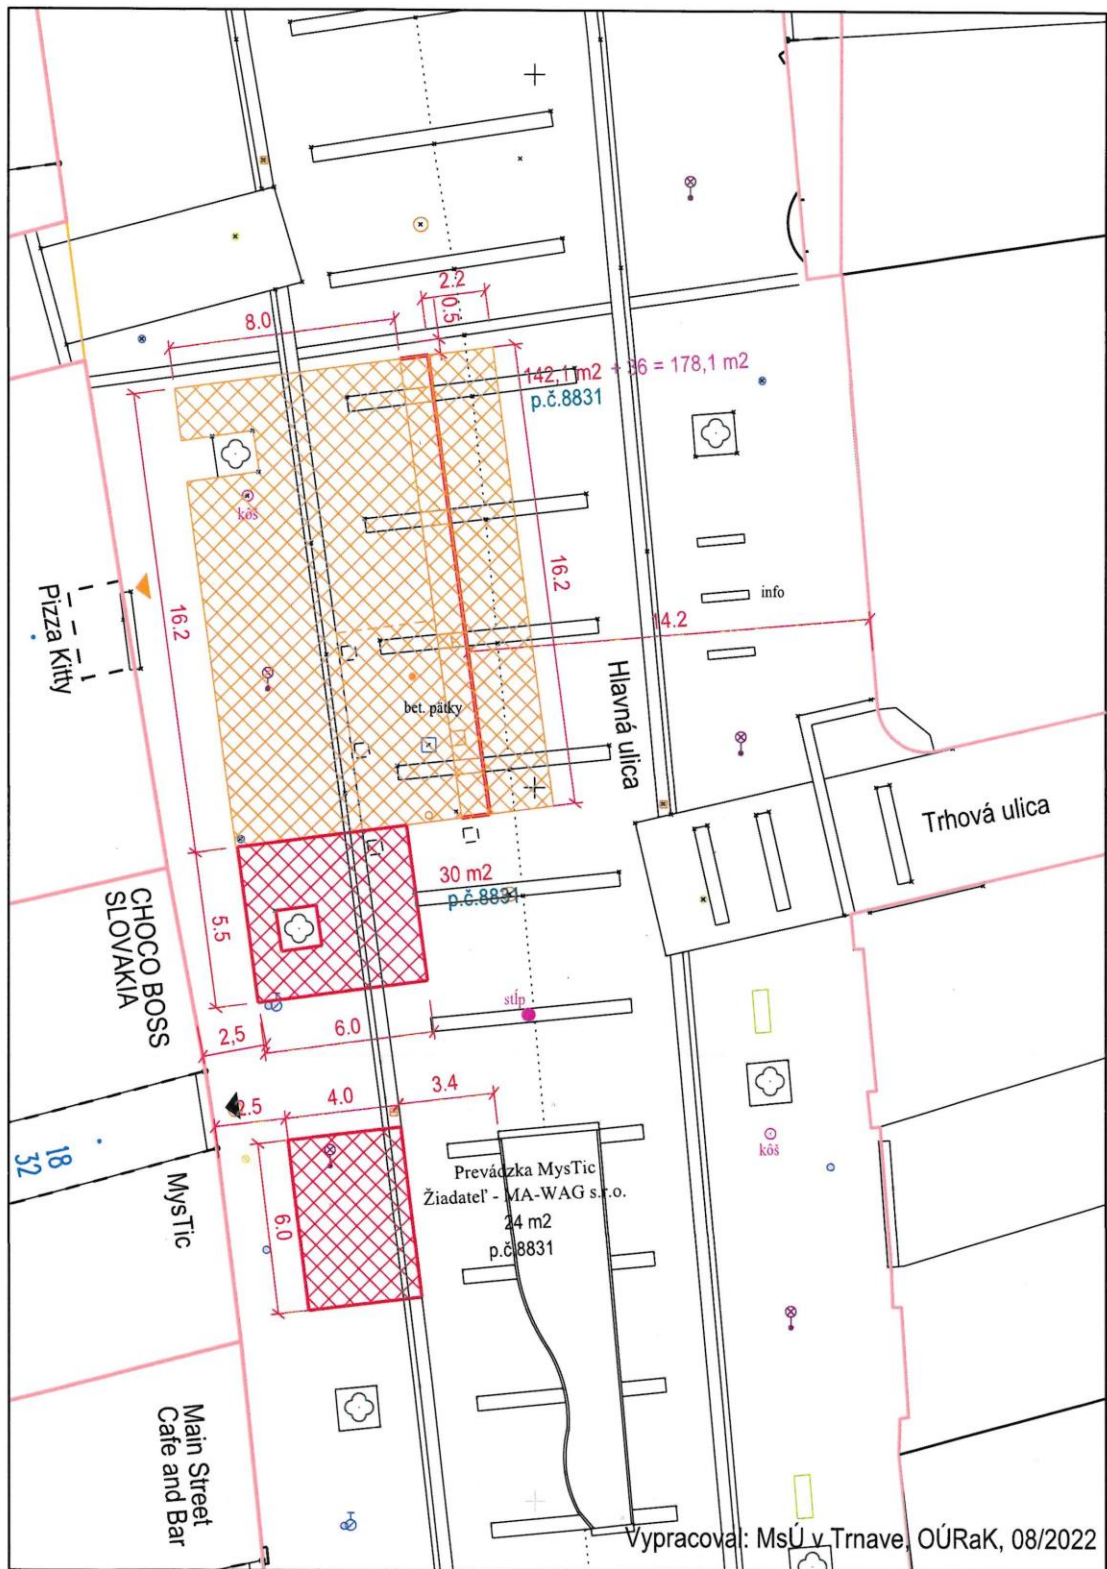 2.2
0.5
8.0
142,1 m2 + 36 = 178,1 m2
p.č.8831
kôš
info
16.2
16.2
14.2
Pizza Kitty
bet. pätky
Hlavná ulica
Trhová ulica
30 m2
p.č.8831
CHOCO BOSS
SLOVAKIA
5.5
stĺp
2,5
6.0
2.5
4.0
3.4
kôš
18
32
MysTic
Prevádzka MysTic
Žiadateľ - MA-WAG s.r.o.
24 m2
p.č.8831
6.0
Main Street
Cafe and Bar
Vypracoval: MsÚ v Trnave, OÚRaK, 08/2022